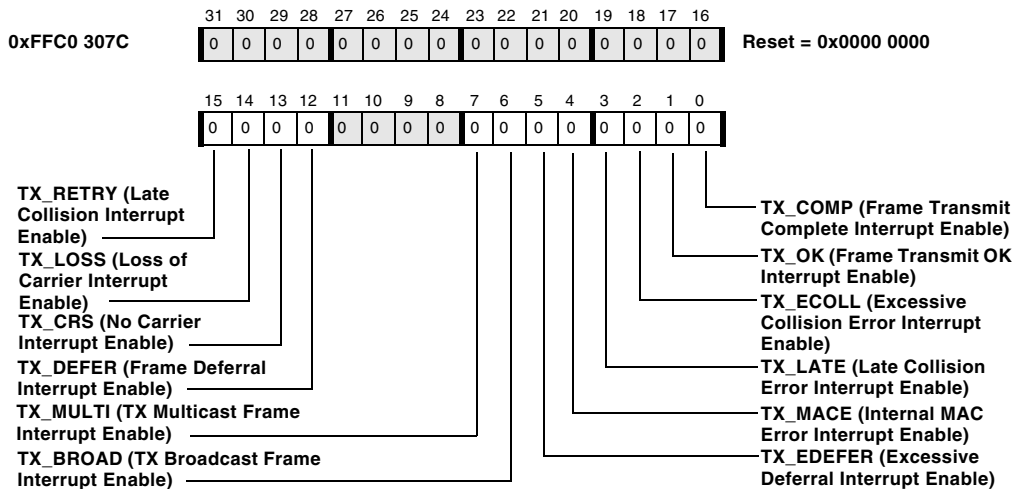 31 30 29 28 27 26 25 24 23 22 21 20 19 18 17 16
0xFFC0 307C
0 0 0 0 0 0 0 0 0 0 0 0 0 0 0 0
Reset = 0x0000 0000
15 14 13 12 11 10 9 8 7 6 5 4 3 2 1 0
0 0 0 0 0 0 0 0 0 0 0 0 0 0 0 0
TX_RETRY (Late
Collision Interrupt
Enable)
TX_LOSS (Loss of
Carrier Interrupt
Enable)
TX_CRS (No Carrier
Interrupt Enable)
TX_DEFER (Frame Deferral
Interrupt Enable)
TX_MULTI (TX Multicast Frame
Interrupt Enable)
TX_BROAD (TX Broadcast Frame
Interrupt Enable)
TX_COMP (Frame Transmit
Complete Interrupt Enable)
TX_OK (Frame Transmit OK
Interrupt Enable)
TX_ECOLL (Excessive
Collision Error Interrupt
Enable)
TX_LATE (Late Collision
Error Interrupt Enable)
TX_MACE (Internal MAC
Error Interrupt Enable)
TX_EDEFER (Excessive
Deferral Interrupt Enable)